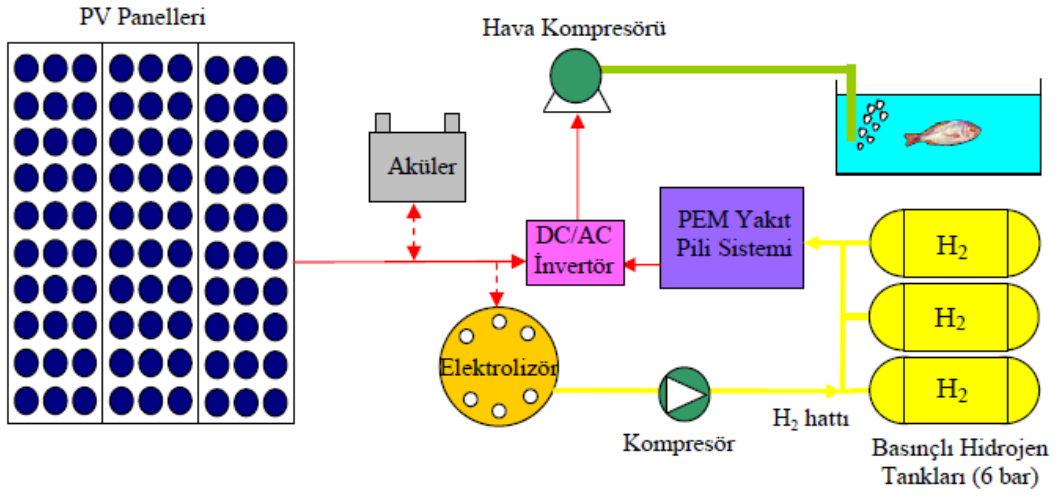 PV Panelleri
Hava Kompresörü
Aküler
DC/AC
İnvertör
PEM Yakıt
Pili Sistemi
H₂
H₂
H₂
Elektrolizör
Kompresör
H₂ hattı
Basınçlı Hidrojen
Tankları (6 bar)